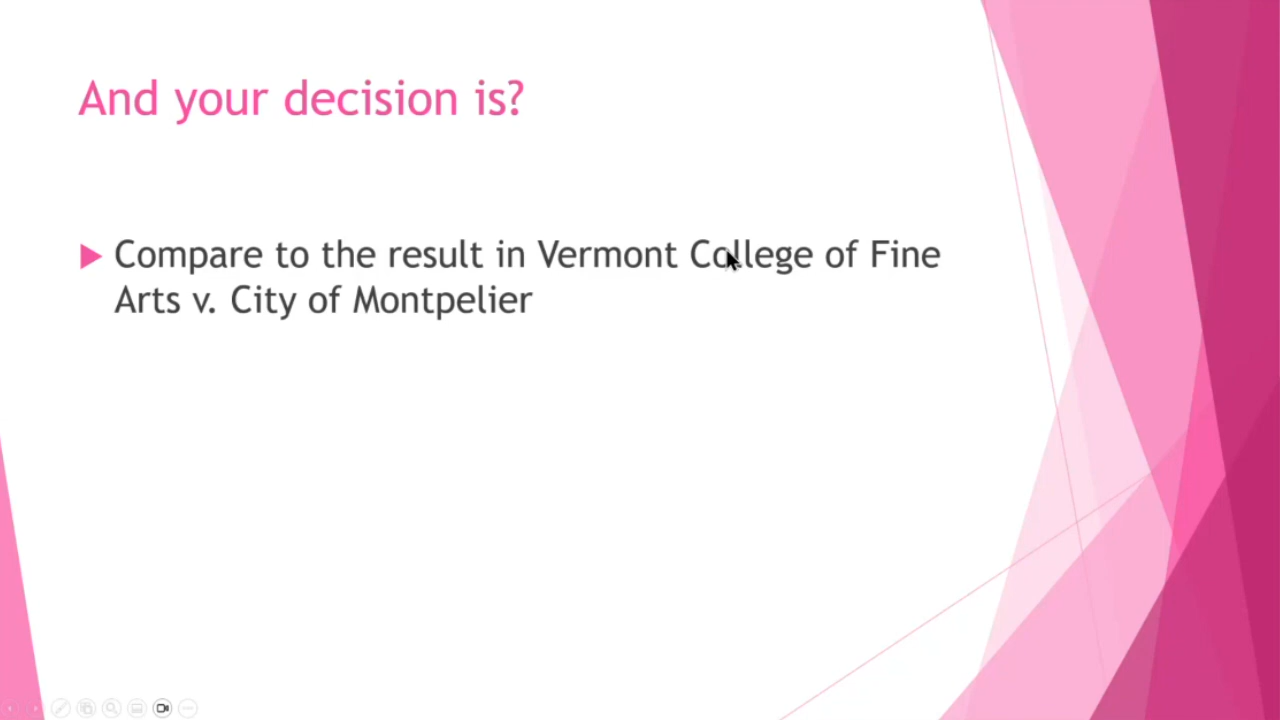 And your decision is?
Compare to the result in Vermont College of Fine
Arts v. City of Montpelier